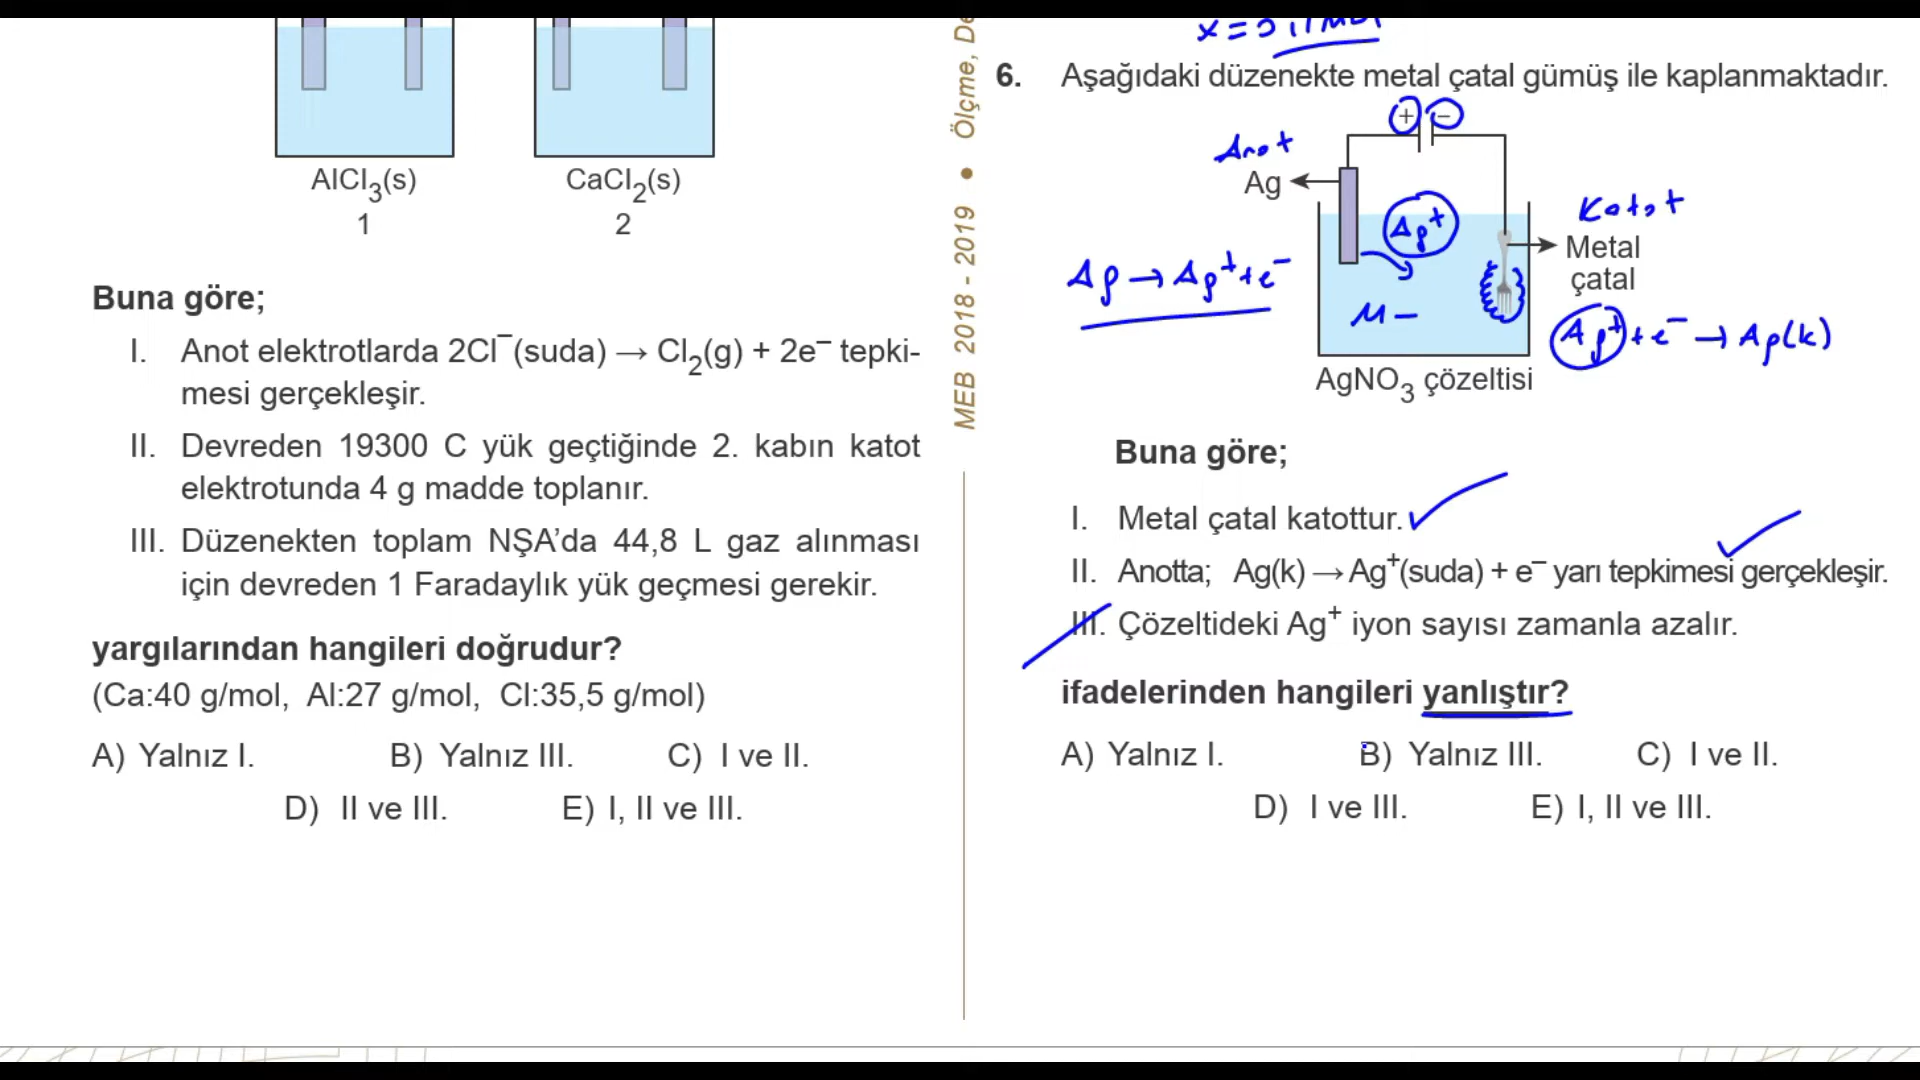 AlCl₃(s)
1
CaCl₂(s)
2
Buna göre;
I. Anot elektrotlarda 2Cl⁻(suda) → Cl₂(g) + 2e⁻ tepki-
mesi gerçekleşir.
II. Devreden 19300 C yük geçtiğinde 2. kabın katot
elektrotunda 4 g madde toplanır.
III. Düzenekten toplam NŞA’da 44,8 L gaz alınması
için devreden 1 Faradaylık yük geçmesi gerekir.
yargılarından hangileri doğrudur?
(Ca:40 g/mol, Al:27 g/mol, Cl:35,5 g/mol)
A) Yalnız I. B) Yalnız III. C) I ve II.
D) II ve III. E) I, II ve III.
MEB 2018 - 2019 • Ölçme,
x =
6. Aşağıdaki düzenekte metal çatal gümüş ile kaplanmaktadır.
+ −
Anot
Ag
Ag⁺
Katot
Metal
çatal
Ag → Ag⁺ + e⁻
Ag⁺ + e⁻ → Ag(k)
AgNO₃ çözeltisi
Buna göre;
I. Metal çatal katottur.
II. Anotta; Ag(k) → Ag⁺(suda) + e⁻ yarı tepkimesi gerçekleşir.
III. Çözeltideki Ag⁺ iyon sayısı zamanla azalır.
ifadelerinden hangileri yanlıştır?
A) Yalnız I. B) Yalnız III. C) I ve II.
D) I ve III. E) I, II ve III.